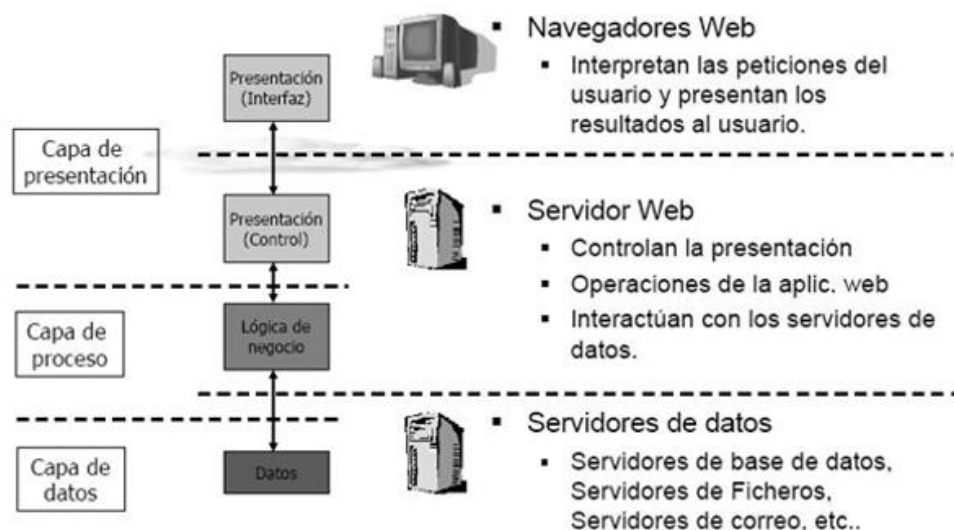 Presentación
(Interfaz)
▪ Navegadores Web
▪ Interpretan las peticiones del
usuario y presentan los
resultados al usuario.
Capa de
presentación
Presentación
(Control)
▪ Servidor Web
▪ Controlan la presentación
▪ Operaciones de la aplic. web
▪ Interactúan con los servidores de
datos.
Capa de
proceso
Lógica de
negocio
Capa de
datos
Datos
▪ Servidores de datos
▪ Servidores de base de datos,
Servidores de Ficheros,
Servidores de correo, etc..